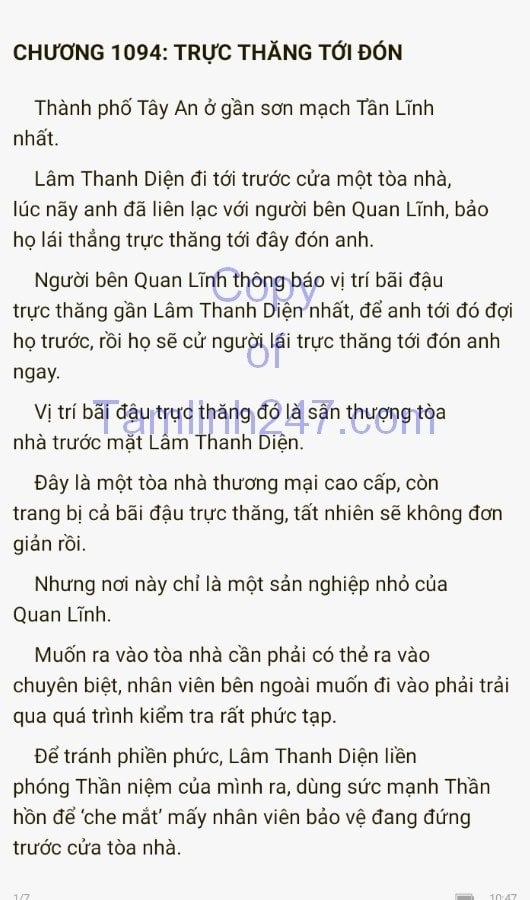 CHƯƠNG 1094: TRỰC THĂNG TỚI ĐÓN
Thành phố Tây An ở gần sơn mạch Tần Lĩnh
nhất.
Lâm Thanh Diện đi tới trước cửa một tòa nhà,
lúc nãy anh đã liên lạc với người bên Quan Lĩnh, bảo
họ lái thẳng trực thăng tới đây đón anh.
Người bên Quan Lĩnh thông báo vị trí bãi đậu
trực thăng gần Lâm Thanh Diện nhất, để anh tới đó đợi
họ trước, rồi họ sẽ cử người lái trực thăng tới đón anh
ngay.
Vị trí bãi đậu trực thăng đó là sân thượng tòa
nhà trước mặt Lâm Thanh Diện.
Đây là một tòa nhà thương mại cao cấp, còn
trang bị cả bãi đậu trực thăng, tất nhiên sẽ không đơn
giản rồi.
Nhưng nơi này chỉ là một sản nghiệp nhỏ của
Quan Lĩnh.
Muốn ra vào tòa nhà cần phải có thẻ ra vào
chuyên biệt, nhân viên bên ngoài muốn đi vào phải trải
qua quá trình kiểm tra rất phức tạp.
Để tránh phiền phức, Lâm Thanh Diện liền
phóng Thần niệm của mình ra, dùng sức mạnh Thần
hồn để ‘che mắt’ mấy nhân viên bảo vệ đang đứng
trước cửa tòa nhà.
Copy
of
Tamlinh247.com
1/7
10:47